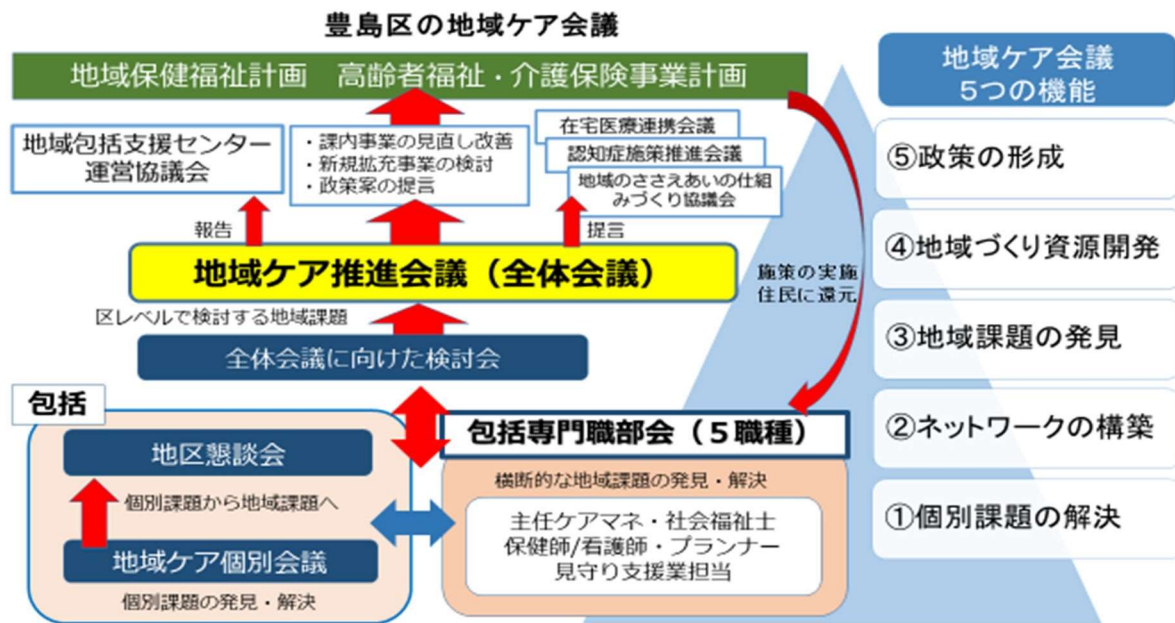 豊島区の地域ケア会議
地域保健福祉計画　高齢者福祉・介護保険事業計画
地域包括支援センター
運営協議会
・課内事業の見直し改善
・新規拡充事業の検討
・政策案の提言
在宅医療連携会議
認知症施策推進会議
地域のささえあいの仕組
みづくり協議会
報告
提言
地域ケア推進会議（全体会議）
施策の実施
住民に還元
区レベルで検討する地域課題
全体会議に向けた検討会
包括
地区懇談会
個別課題から地域課題へ
地域ケア個別会議
個別課題の発見・解決
包括専門職部会（５職種）
横断的な地域課題の発見・解決
主任ケアマネ・社会福祉士
保健師/看護師・プランナー
見守り支援業担当
地域ケア会議
５つの機能
⑤政策の形成
④地域づくり資源開発
③地域課題の発見
②ネットワークの構築
①個別課題の解決